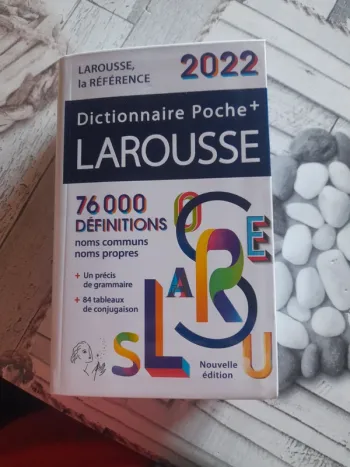 LAROUSSE,
la RÉFÉRENCE
2022
Dictionnaire Poche+
LAROUSSE
76 000
DÉFINITIONS
noms communs
noms propres
+ Un précis
de grammaire
+ 84 tableaux
de conjugaison
LAROUSSE
Nouvelle
édition